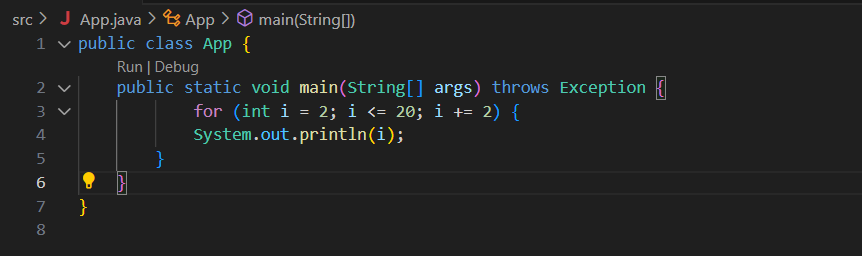 src > J App.java > App > main(String[])
1 public class App {
Run | Debug
2 public static void main(String[] args) throws Exception {
3 for (int i = 2; i <= 20; i += 2) {
4 System.out.println(i);
5 }
6 }
7 }
8